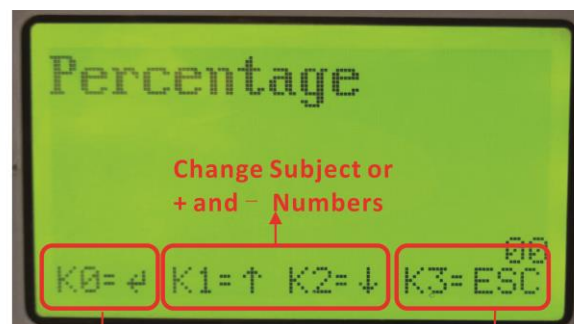 Percentage
Change Subject or
+ and − Numbers
00
K0=↵ K1=↑ K2=↓ K3=ESC